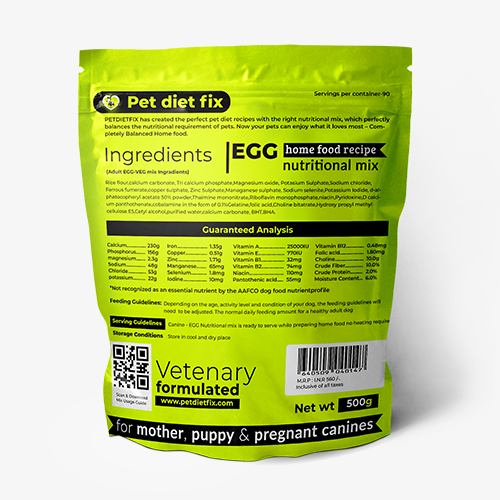 Pet diet fix
Servings per container-90
PETDIETFIX has created the perfect pet diet recipes with the right nutritional mix, which perfectly
balances the nutritional requirement of pets. Now your pets can enjoy what it loves most – Com-
pletely Balanced Home food.
Ingredients
(Adult EGG-VEG mix Ingredients)
EGG home food recipe
nutritional mix
Rice flour,calcium carbonate, Tri calcium phosphate,Magnesium oxide, Potasium Sulphate,Sodium chloride,
Ferrous fumerate,copper sulphate, Zinc Sulphate,Manganese sulphate, Sodium selenite,Potassium Iodide, d-al-
phatocopheryl acetate 50% powder,Thaimine mononitrate,Riboflavin monophosphate,niacin,Pyridoxine,D calci-
um panthothenate,cobalamine in the form of 0.1%Gelatine,folic acid,Choline bitatrate,Hydroxy propyl methyl
cellulose E5,Cetyl alcohol,purified water,calcium, BHT,BHA.
Guaranteed Analysis
Calcium 230g Iron 1.35g Vitamin A 25000IU Vitamin B12 0.48mg
Phosphorus 156g Copper 0.51g Vitamin E 770IU Folic acid 1.80mg
magnesium 2.3g Zinc 1.71g Vitamin B1 32mg Choline 10.0g
Sodium 48g Manganese 65mg Vitamin B2 74mg Crude Fiber 10.0%
Chloride 53g Selenium 1.8mg Niacin 110mg Crude Protein 2.0%
potassium 22g Iodine 10mg Pantothenic acid 55mg Moisture Content 6.0%
*Not recognized as an essential nutrient by the AAFCO dog food nutrientprofile
Feeding Guidelines: Depending on the age, activity level and condition of your dog, the feeding guidelines will
need to be adjusted. The normal daily feeding amount for a healthy adult dog
Serving Guidelines Canine - EGG Nutritional mix is ready to serve while preparing home food no heating required
Storage Conditions Store in cool and dry place
Scan & Download
Mix Usage Guide
Vetenary
formulated
www.petdietfix.com
8 640509 040147
M.R.P : I.N.R 560 /-.
Inclusive of all taxes
Net wt 500g
for mother, puppy & pregnant canines